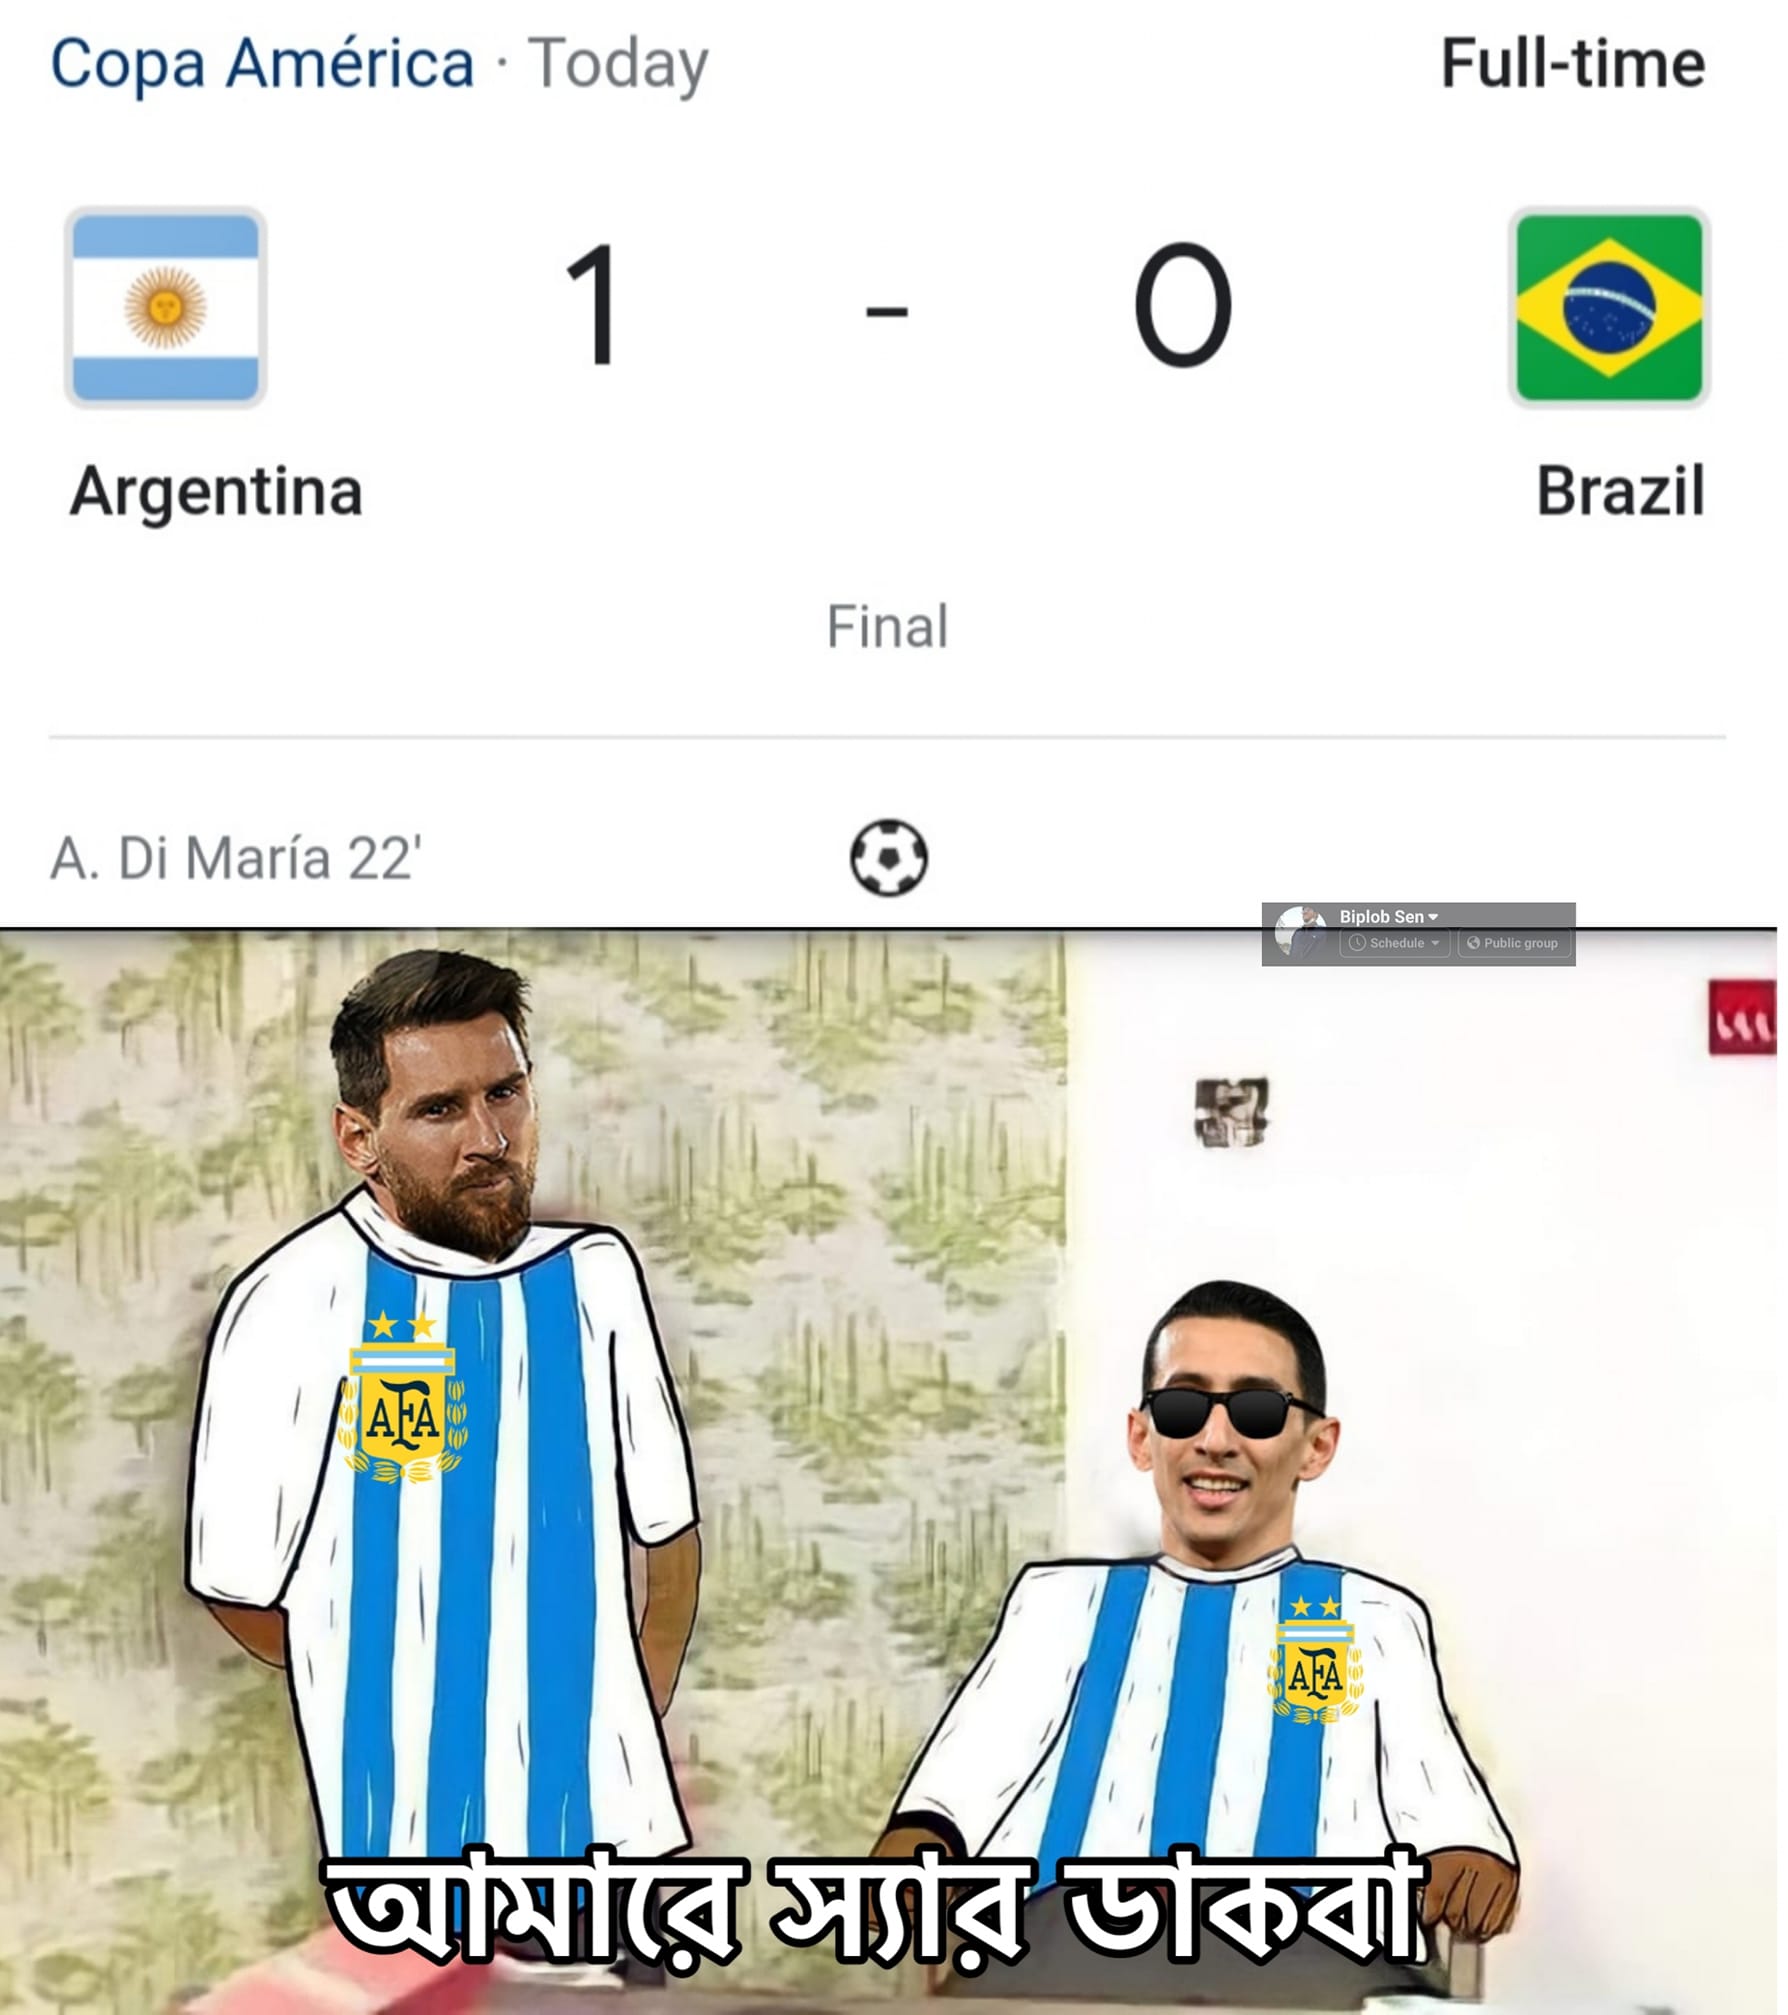 Copa América · Today Full-time
1 - 0
Argentina Brazil
Final
A. Di María 22'
Biplob Sen
Schedule Public group
AFA
AFA
আমারে স্যার ডাকবা